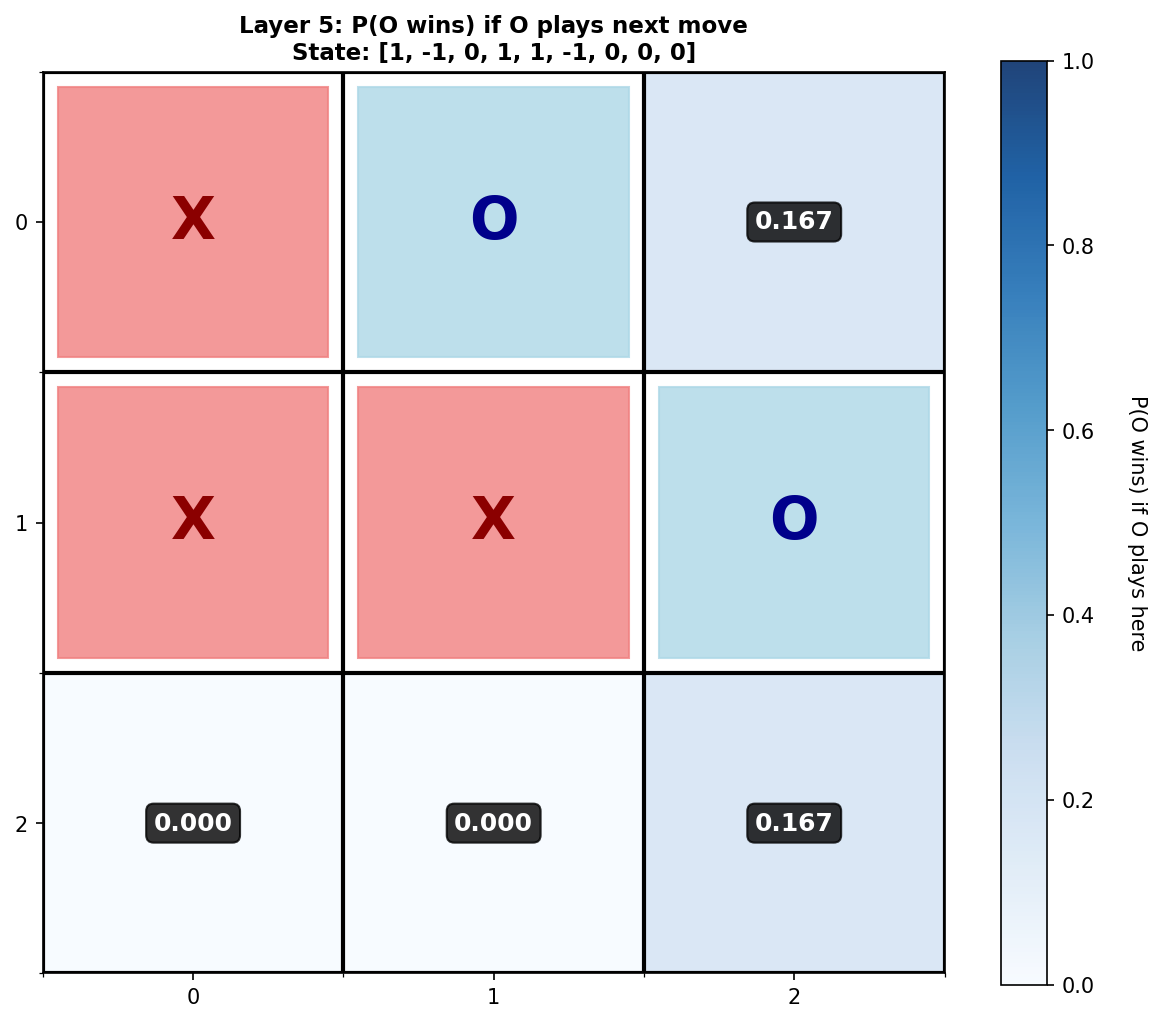 Layer 5: P(O wins) if O plays next move
State: [1, -1, 0, 1, 1, -1, 0, 0, 0]
X
O
0.167
X
X
O
0.000
0.000
0.167
0
1
2
0
1
2
1.0
0.8
0.6
0.4
0.2
0.0
P(O wins) if O plays here